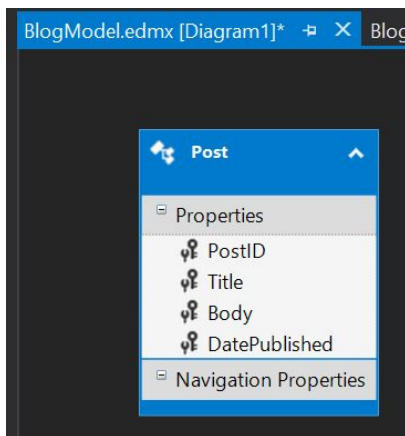 BlogModel.edmx [Diagram1]* Blog
Post
Properties
PostID
Title
Body
DatePublished
Navigation Properties